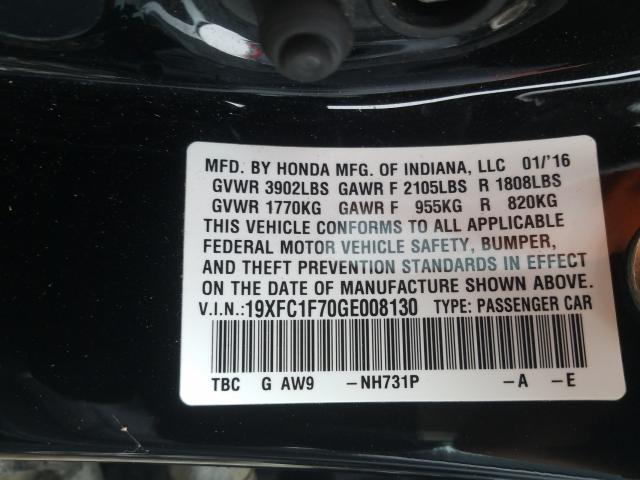 MFD. BY HONDA MFG. OF INDIANA, LLC 01/'16
GVWR 3902LBS GAWR F 2105LBS R 1808LBS
GVWR 1770KG GAWR F 955KG R 820KG
THIS VEHICLE CONFORMS TO ALL APPLICABLE
FEDERAL MOTOR VEHICLE SAFETY, BUMPER,
AND THEFT PREVENTION STANDARDS IN EFFECT
ON THE DATE OF MANUFACTURE SHOWN ABOVE.
V.I.N.:19XFC1F70GE008130 TYPE: PASSENGER CAR
TBC G AW9 –NH731P –A –E